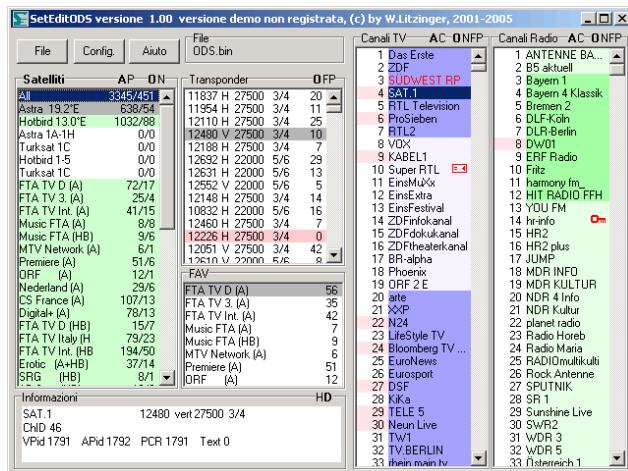 SetEditODS versione 1.00 versione demo non registrata, (c) by W.Litzinger, 2001-2005
File Config. Aiuto
File
ODS.bin
Satelliti AP ON
All 3345/451
Astra 19.2°E 638/54
Hotbird 13.0°E 1032/88
Astra 1A-1H 0/0
Turksat 1C 0/0
Hotbird 1-5 0/0
Turksat 1C 0/0
FTA TV D (A) 72/17
FTA TV 3. (A) 25/4
FTA TV Int. (A) 41/15
Music FTA (A) 8/8
Music FTA (HB) 9/6
MTV Network (A) 6/1
Premiere (A) 51/6
ORF (A) 12/1
Nederland (A) 29/6
CS France (A) 107/13
Digital+ (A) 78/13
FTA TV D (HB) 15/7
FTA TV Italy (H 79/23
FTA TV Int. (HB 194/50
Erotic (A+HB) 37/14
SRG (HB) 8/1
Transponder OFP
11837 H 27500 3/4 20
11954 H 27500 3/4 11
12110 H 27500 3/4 25
12480 V 27500 3/4 10
12188 H 27500 3/4 7
12692 H 22000 5/6 29
12631 H 22000 5/6 13
12552 V 22000 5/6 5
12148 H 27500 3/4 14
10832 H 22000 5/6 16
12460 H 27500 3/4 7
12226 H 27500 3/4 0
12051 V 27500 3/4 42
12610 V 22000 5/6 8
FAV
FTA TV D (A) 56
FTA TV 3. (A) 35
FTA TV Int. (A) 42
Music FTA (A) 7
Music FTA (HB) 9
MTV Network (A) 6
Premiere (A) 51
ORF (A) 12
Canali TV AC ONFP
1 Das Erste
2 ZDF
3 SÜDWEST RP
4 SAT.1
5 RTL Television
6 ProSieben
7 RTL2
8 VOX
9 KABEL1
10 Super RTL
11 EinsMuXx
12 EinsExtra
13 EinsFestival
14 ZDFinfokanal
15 ZDFdokukanal
16 ZDFtheaterkanal
17 BR-alpha
18 Phoenix
19 ORF 2 E
20 arte
21 XXP
22 N24
23 LifeStyle TV
24 Bloomberg TV ...
25 EuroNews
26 Eurosport
27 DSF
28 KiKa
29 TELE 5
30 Neun Live
31 TW1
32 TV.BERLIN
33 rhein main tv
Canali Radio AC ONFP
1 ANTENNE BA...
2 B5 aktuell
3 Bayern 1
4 Bayern 4 Klassik
5 Bremen 2
6 DLF-Köln
7 DLR-Berlin
8 DW01
9 ERF Radio
10 Fritz
11 harmony fm_
12 HIT RADIO FFH
13 YOU FM
14 hr-info
15 HR2
16 HR2 plus
17 JUMP
18 MDR INFO
19 MDR KULTUR
20 NDR 4 Info
21 NDR Kultur
22 planet radio
23 Radio Horeb
24 Radio Maria
25 RADIOmultikulti
26 Rock Antenne
27 SPUTNIK
28 SR 1
29 Sunshine Live
30 SWR2
31 WDR 3
32 WDR 5
33 Österreich 1
Informazioni HD
SAT.1 12480 vert 27500 3/4
ChID 46
VPid 1791 APid 1792 PCR 1791 Text 0